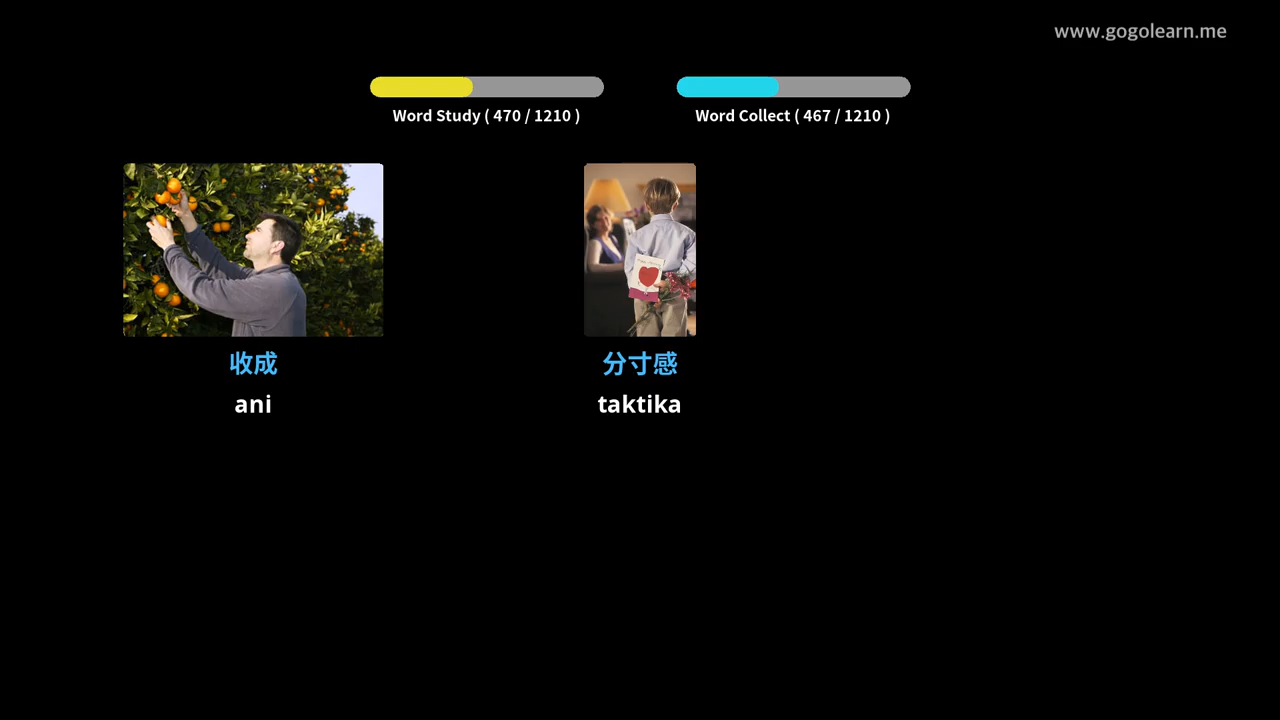 www.gogolearn.me
Word Study ( 470 / 1210 )
Word Collect ( 467 / 1210 )
收成
ani
分寸感
taktika